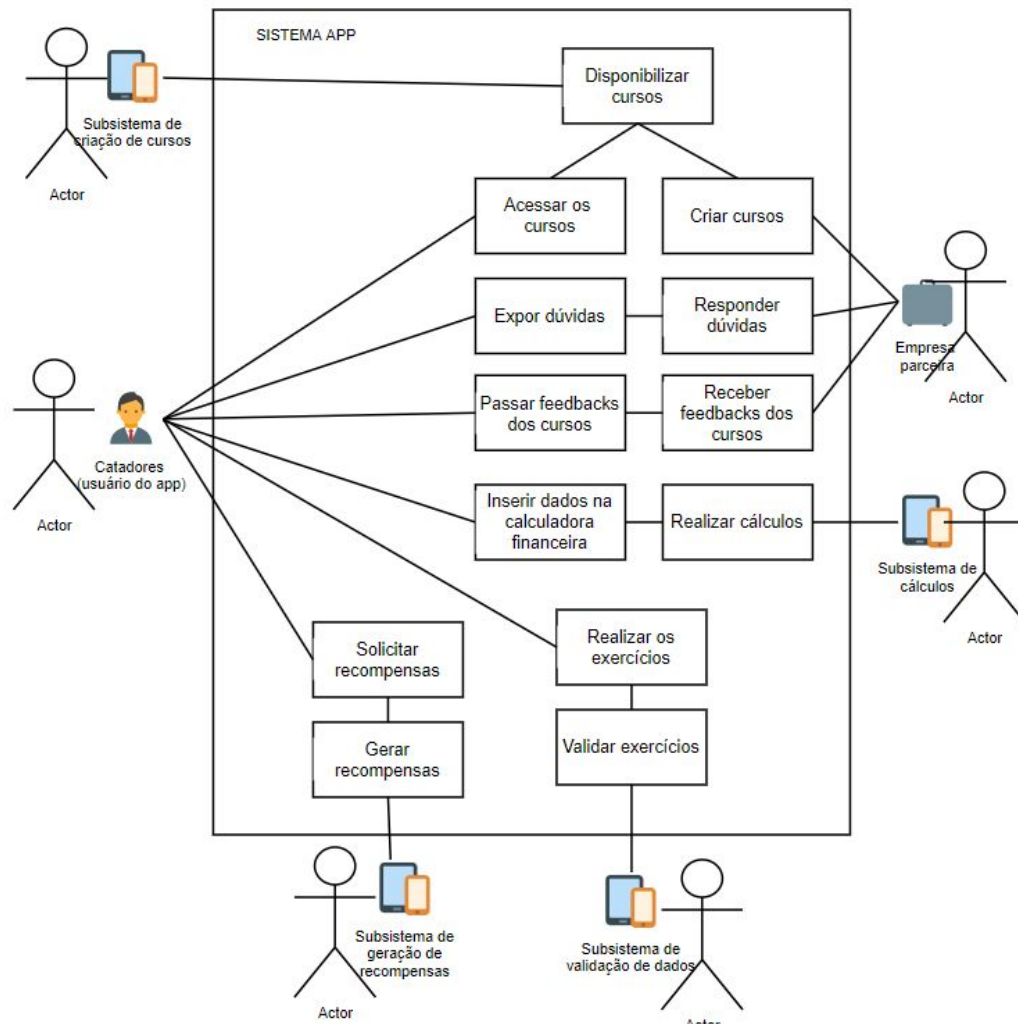 SISTEMA APP
Disponibilizar
cursos
Subsistema de
criação de cursos
Actor
Acessar os
cursos
Criar cursos
Expor dúvidas
Responder
dúvidas
Empresa
parceira
Actor
Passar feedbacks
dos cursos
Receber
feedbacks dos
cursos
Catadores
(usuário do app)
Actor
Inserir dados na
calculadora
financeira
Realizar cálculos
Subsistema de
cálculos
Actor
Solicitar
recompensas
Realizar os
exercícios
Gerar
recompensas
Validar exercícios
Subsistema de
geração de
recompensas
Actor
Subsistema de
validação de dados
Actor